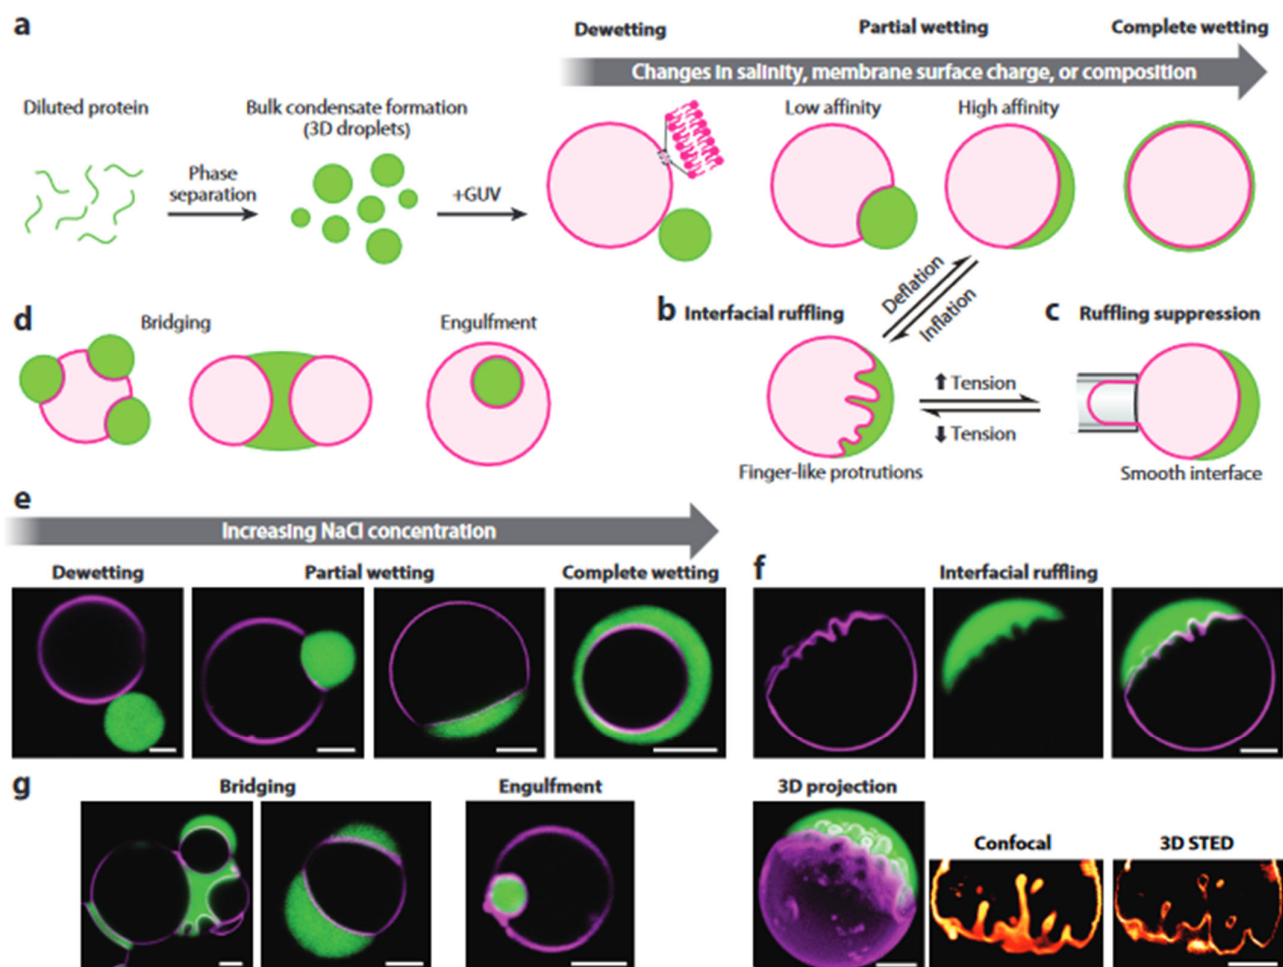 a
Dewetting
Partial wetting
Complete wetting
Changes in salinity, membrane surface charge, or composition
Diluted protein
Bulk condensate formation
(3D droplets)
Low affinity
High affinity
Phase
separation
+GUV
Deflation
Inflation
d
Bridging
Engulfment
b Interfacial ruffling
c Ruffling suppression
Tension
Tension
Finger-like protrutions
Smooth interface
e
Increasing NaCl concentration
Dewetting
Partial wetting
Complete wetting
f
Interfacial ruffling
g
Bridging
Engulfment
3D projection
Confocal
3D STED